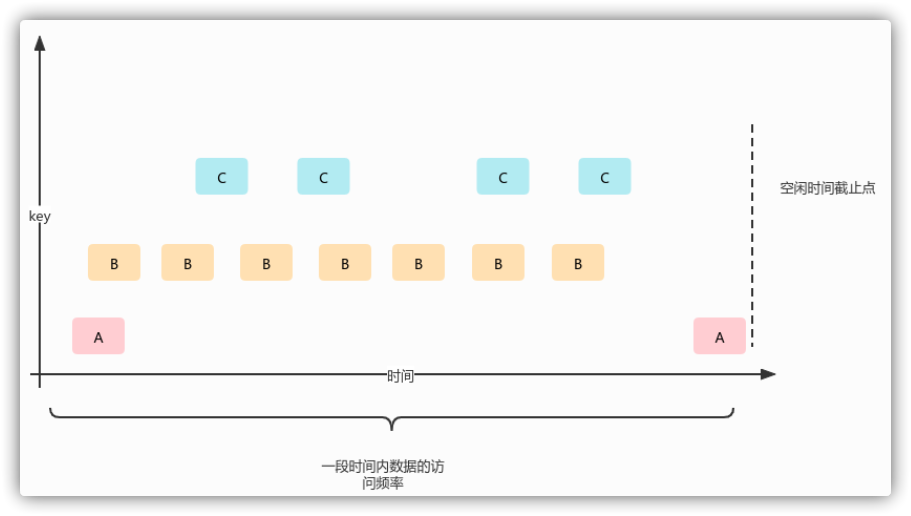 C C C C
空闲时间截止点
key
B B B B B B B
A A
时间
一段时间内数据的访
问频率